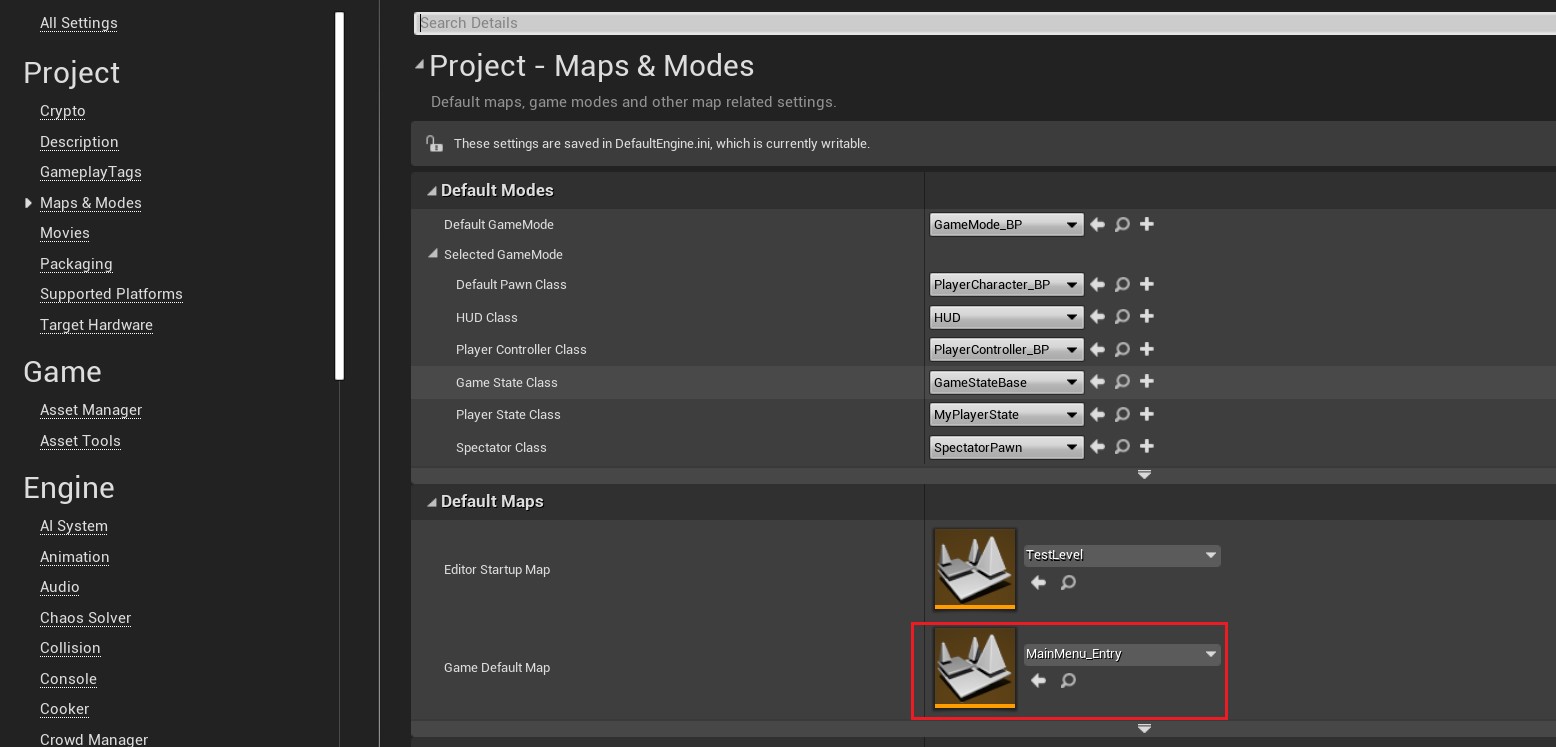 All Settings
Project
Crypto
Description
GameplayTags
Maps & Modes
Movies
Packaging
Supported Platforms
Target Hardware
Game
Asset Manager
Asset Tools
Engine
AI System
Animation
Audio
Chaos Solver
Collision
Console
Cooker
Crowd Manager
Search Details
Project - Maps & Modes
Default maps, game modes and other map related settings.
These settings are saved in DefaultEngine.ini, which is currently writable.
Default Modes
Default GameMode GameMode_BP
Selected GameMode
Default Pawn Class PlayerCharacter_BP
HUD Class HUD
Player Controller Class PlayerController_BP
Game State Class GameStateBase
Player State Class MyPlayerState
Spectator Class SpectatorPawn
Default Maps
Editor Startup Map TestLevel
Game Default Map MainMenu_Entry